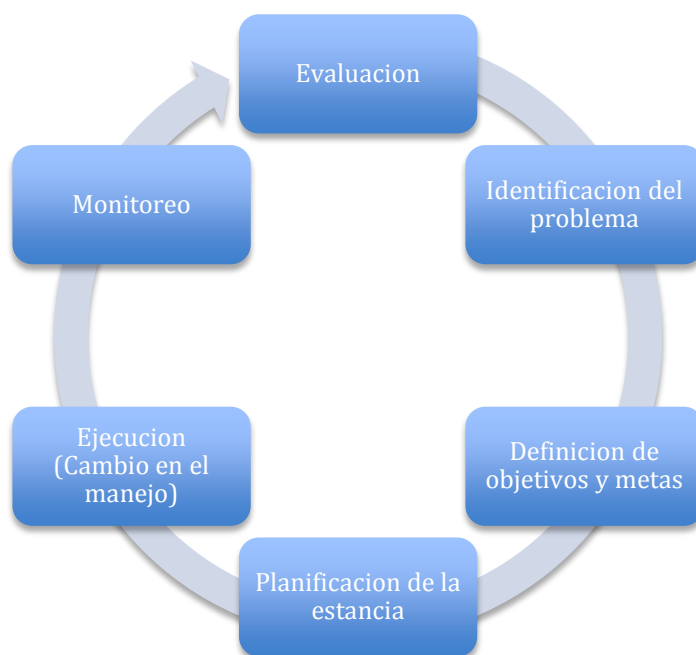 Evaluacion
Identificacion del
problema
Definicion de
objetivos y metas
Planificacion de la
estancia
Ejecucion
(Cambio en el
manejo)
Monitoreo